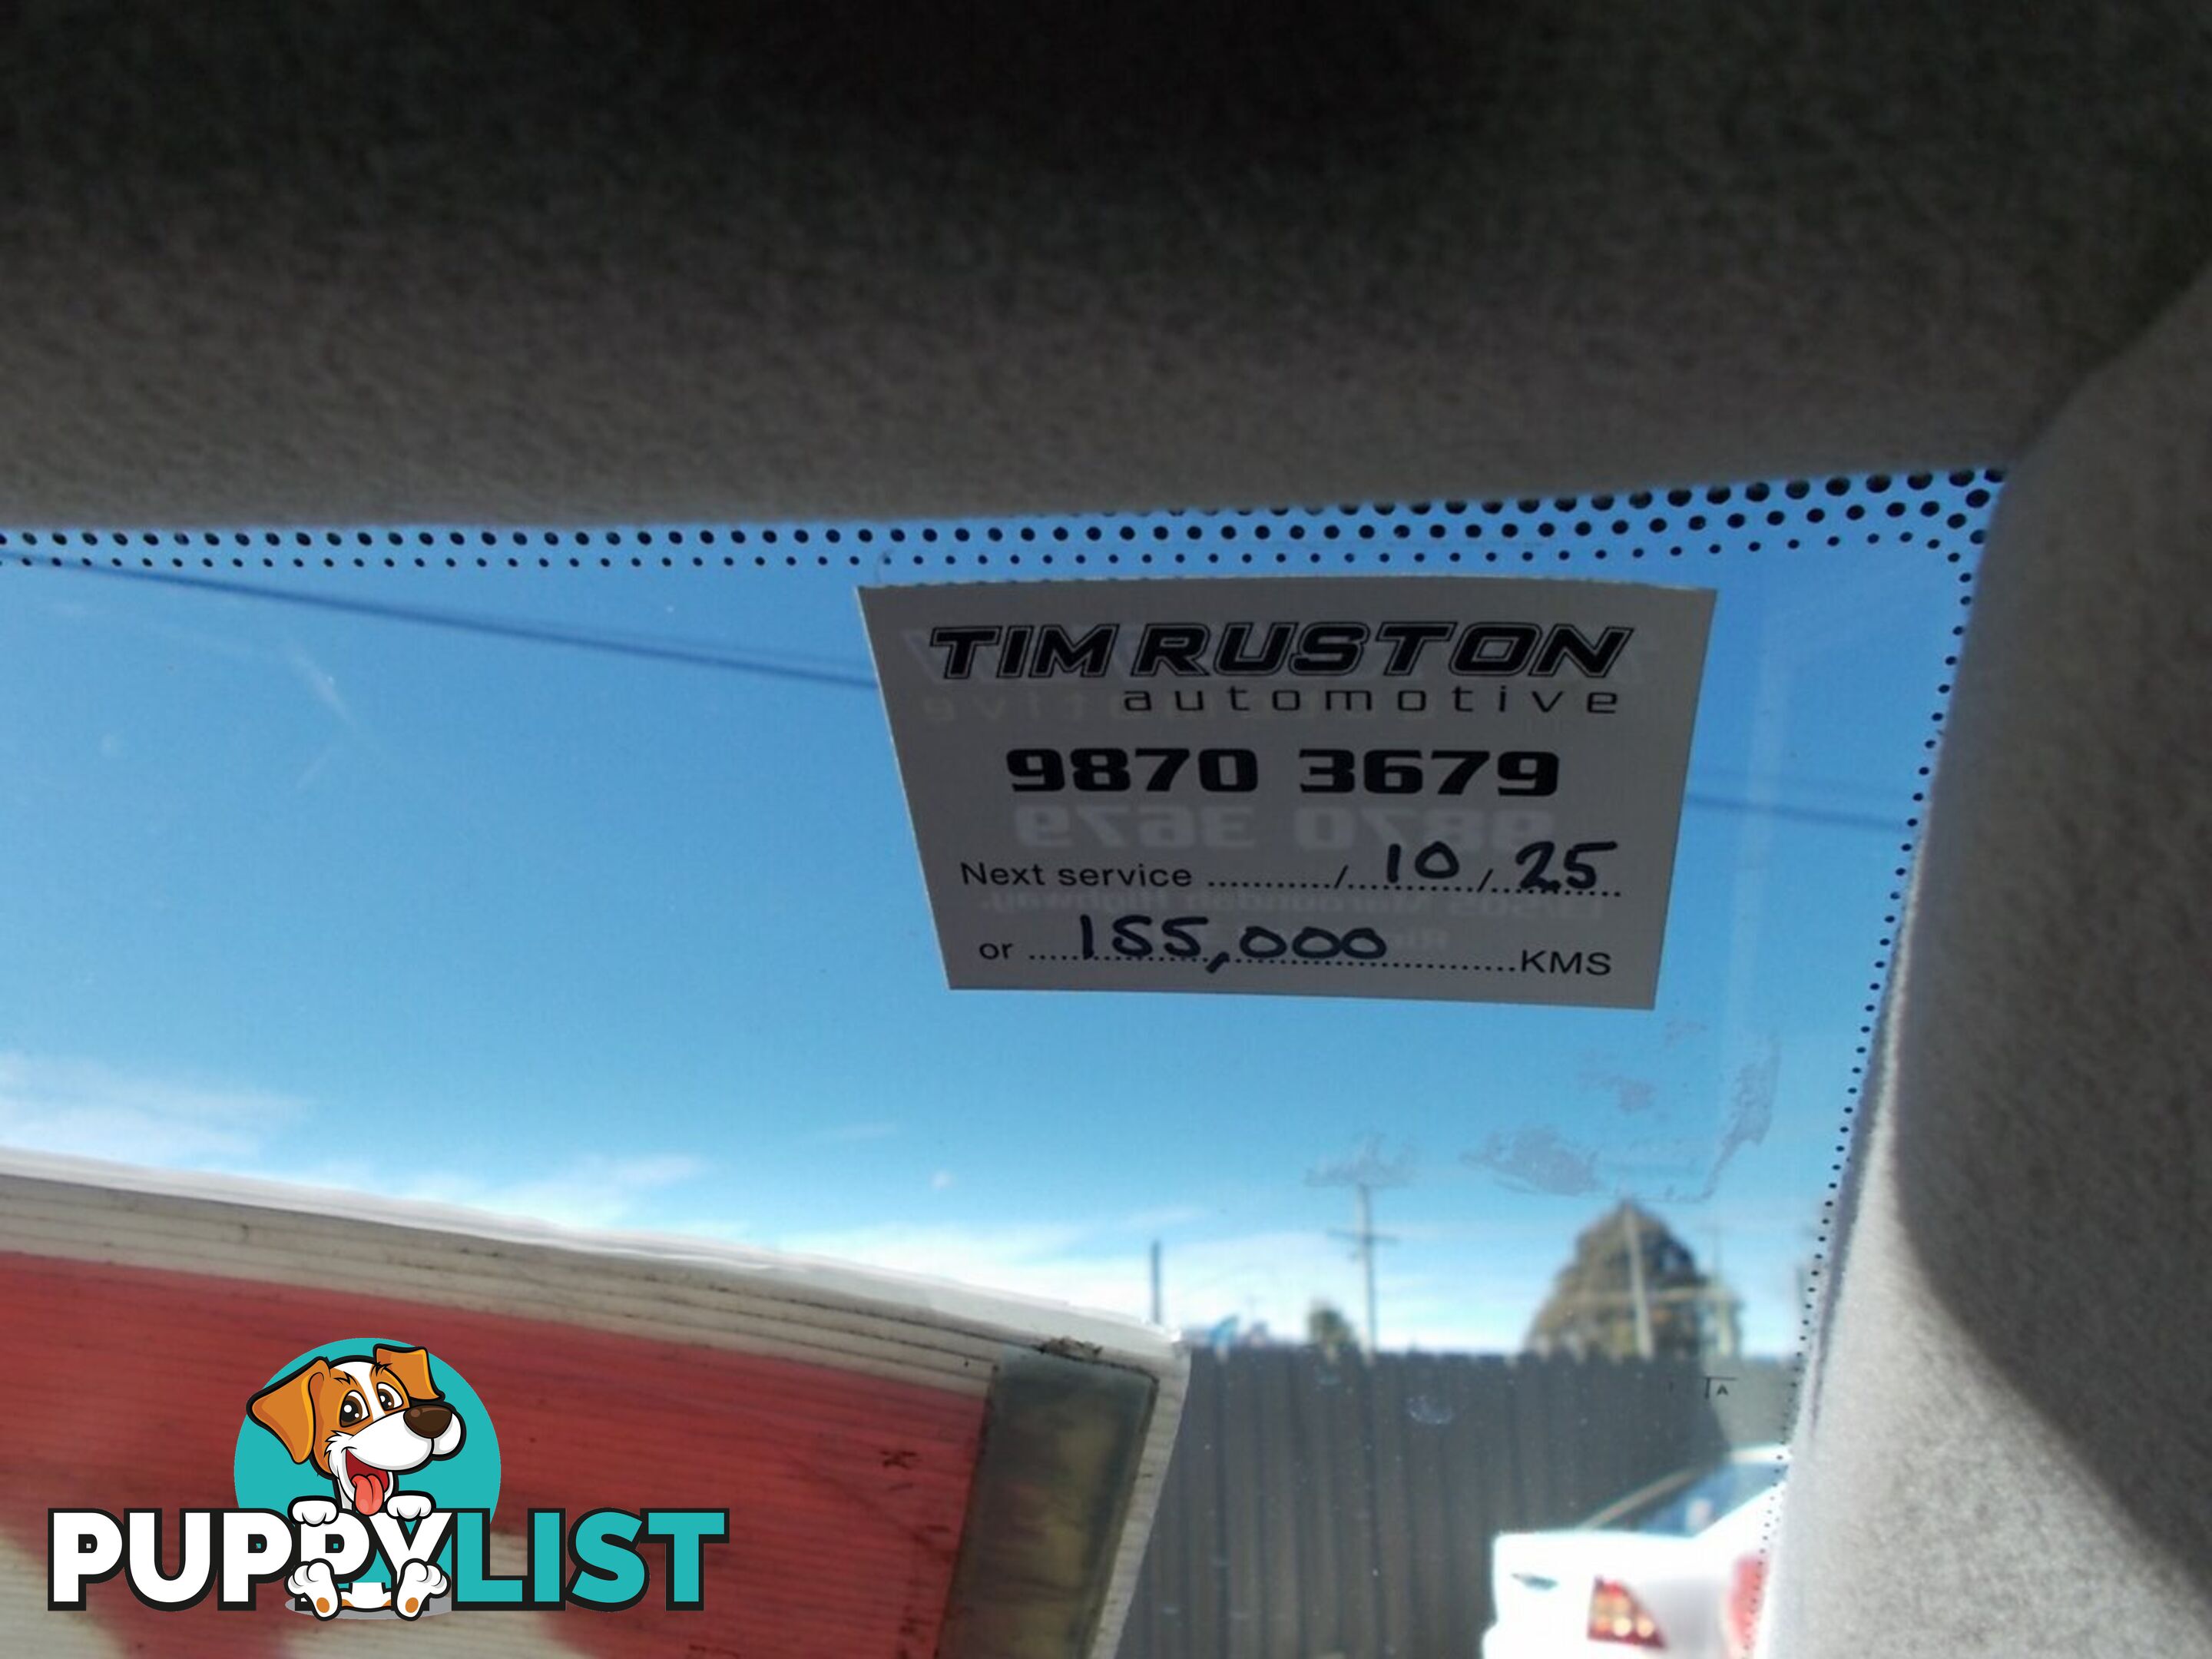 TIM RUSTON
automotive
9870 3679
Next service ........../..10../..25..
or ....155,000............KMS
PUPPYLIST